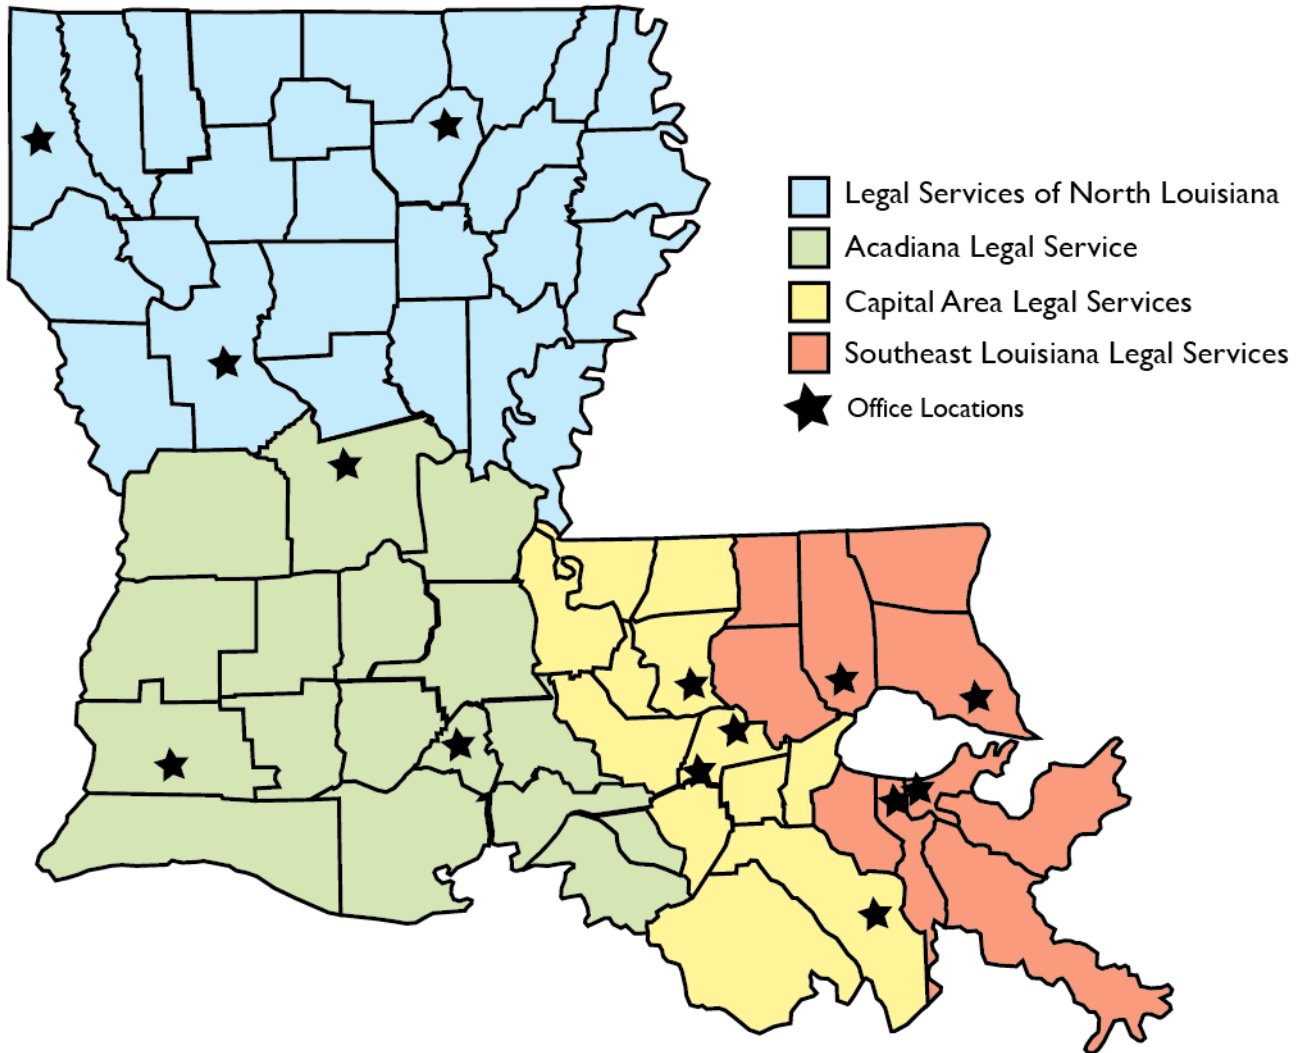 Legal Services of North Louisiana
Acadiana Legal Service
Capital Area Legal Services
Southeast Louisiana Legal Services
Office Locations